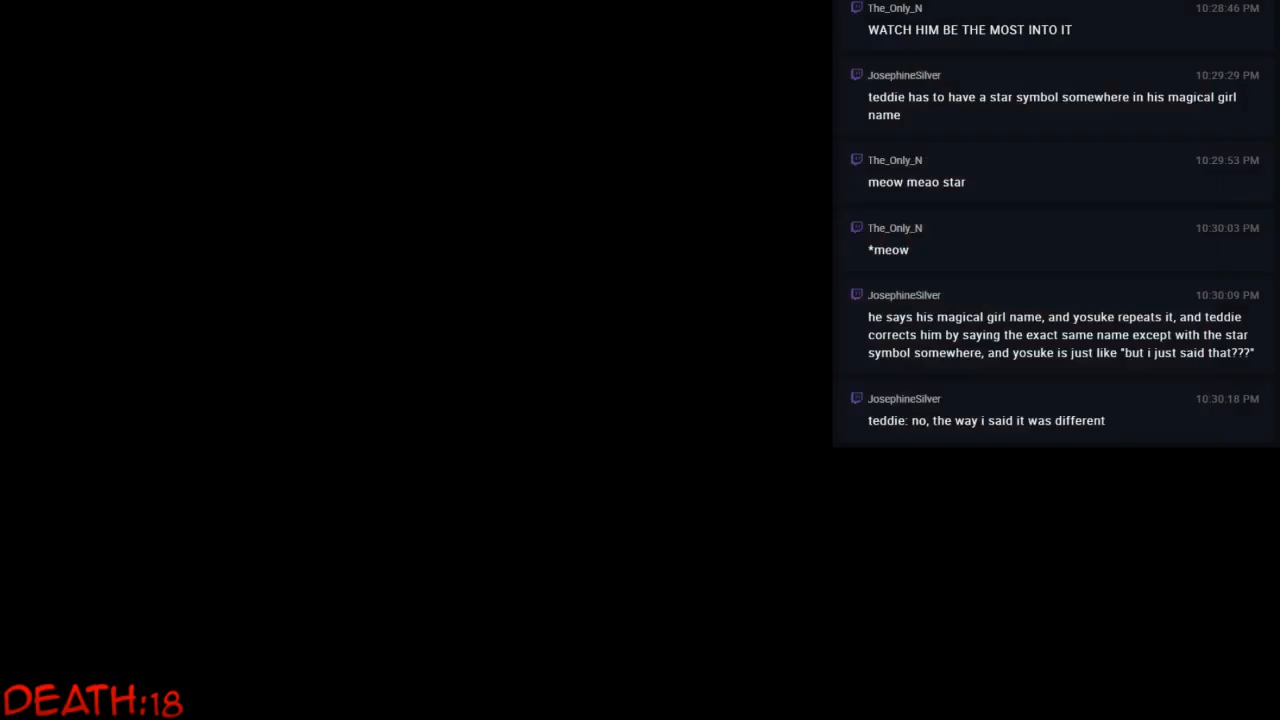 The_Only_N 10:28:46 PM
WATCH HIM BE THE MOST INTO IT
JosephineSilver 10:29:29 PM
teddie has to have a star symbol somewhere in his magical girl
name
The_Only_N 10:29:53 PM
meow meao star
The_Only_N 10:30:03 PM
*meow
JosephineSilver 10:30:09 PM
he says his magical girl name, and yosuke repeats it, and teddie
corrects him by saying the exact same name except with the star
symbol somewhere, and yosuke is just like "but i just said that???"
JosephineSilver 10:30:18 PM
teddie: no, the way i said it was different
DEATH:18